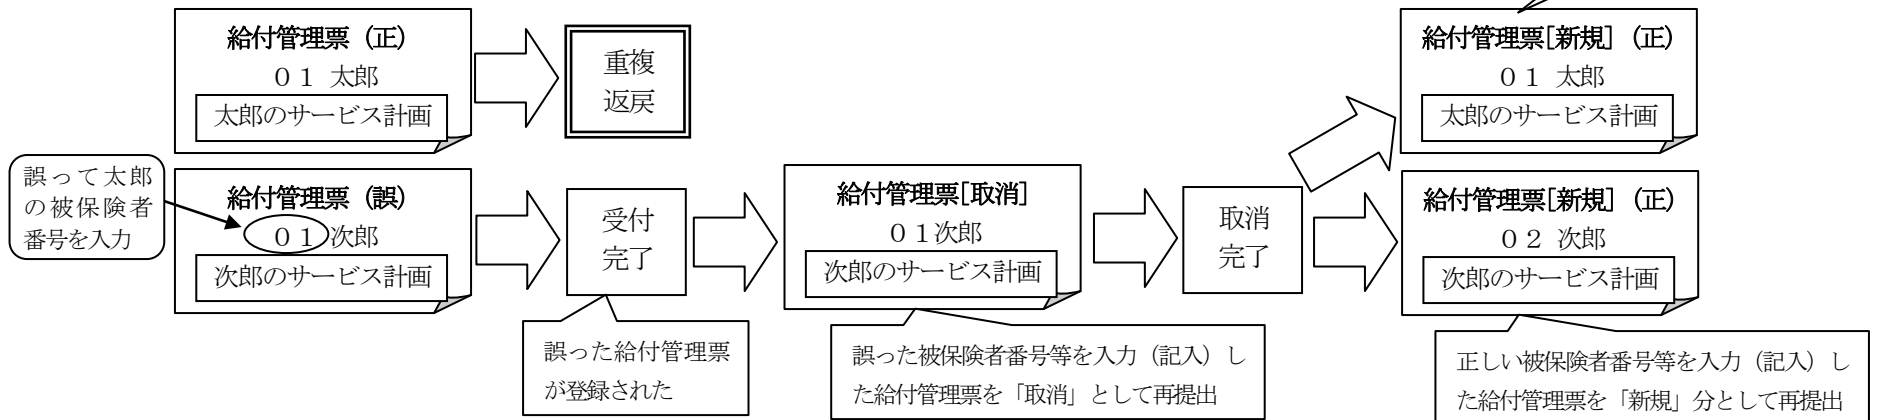 給付管理票（正）
０１ 太郎
太郎のサービス計画
重複
返戻
給付管理票[新規]（正）
０１ 太郎
太郎のサービス計画
誤って太郎
の被保険者
番号を入力
給付管理票（誤）
０１次郎
次郎のサービス計画
受付
完了
給付管理票[取消]
０１次郎
次郎のサービス計画
取消
完了
給付管理票[新規]（正）
０２ 次郎
次郎のサービス計画
誤った給付管理票
が登録された
誤った被保険者番号等を入力（記入）し
た給付管理票を「取消」として再提出
正しい被保険者番号等を入力（記入）し
た給付管理票を「新規」分として再提出